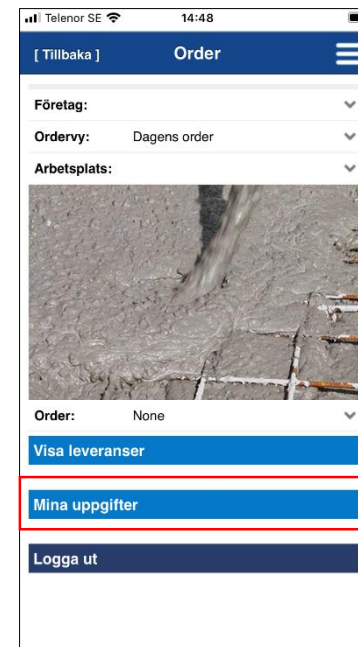 Telenor SE 14:48
[ Tillbaka ] Order
Företag:
Ordervy: Dagens order
Arbetsplats:
Order: None
Visa leveranser
Mina uppgifter
Logga ut